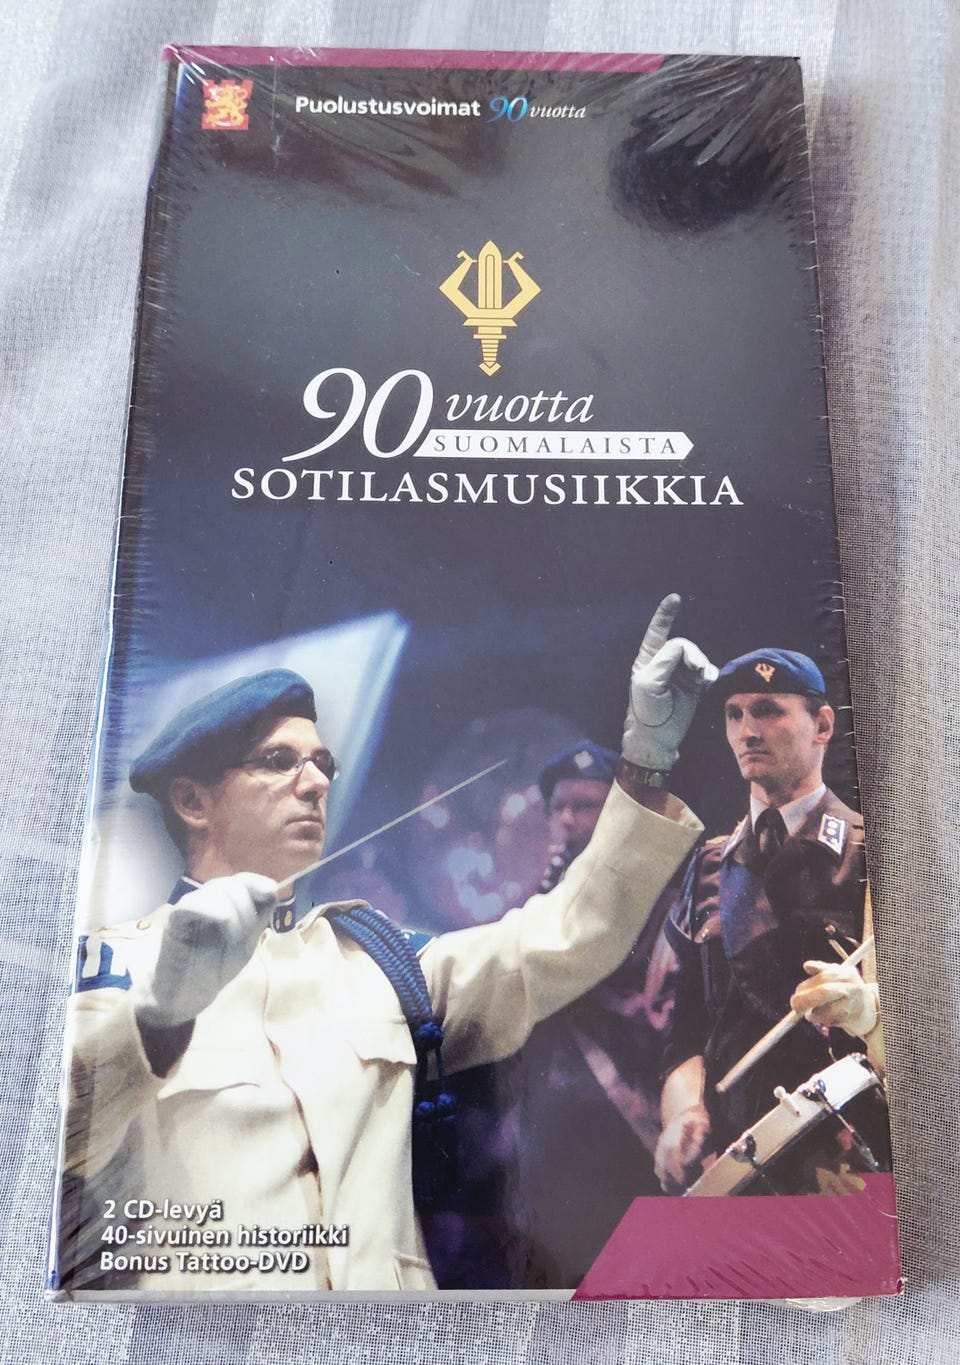 Puolustusvoimat 90 vuotta
90 vuotta
SUOMALAISTA
SOTILASMUSIIKKIA
2 CD-levyä
40-sivuinen historiikki
Bonus Tattoo-DVD